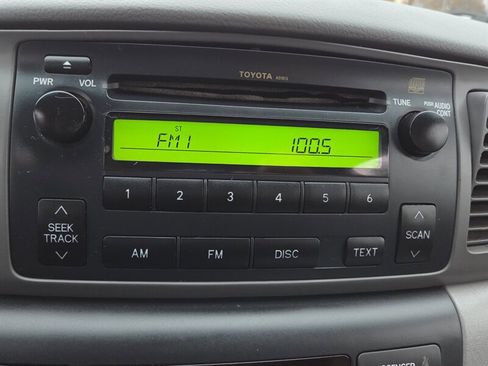 TOYOTA
PWR VOL
TUNE PUSH AUDIO
CONT
ST
FM1 100.5
1 2 3 4 5 6
SEEK
TRACK
AM FM DISC TEXT
SCAN